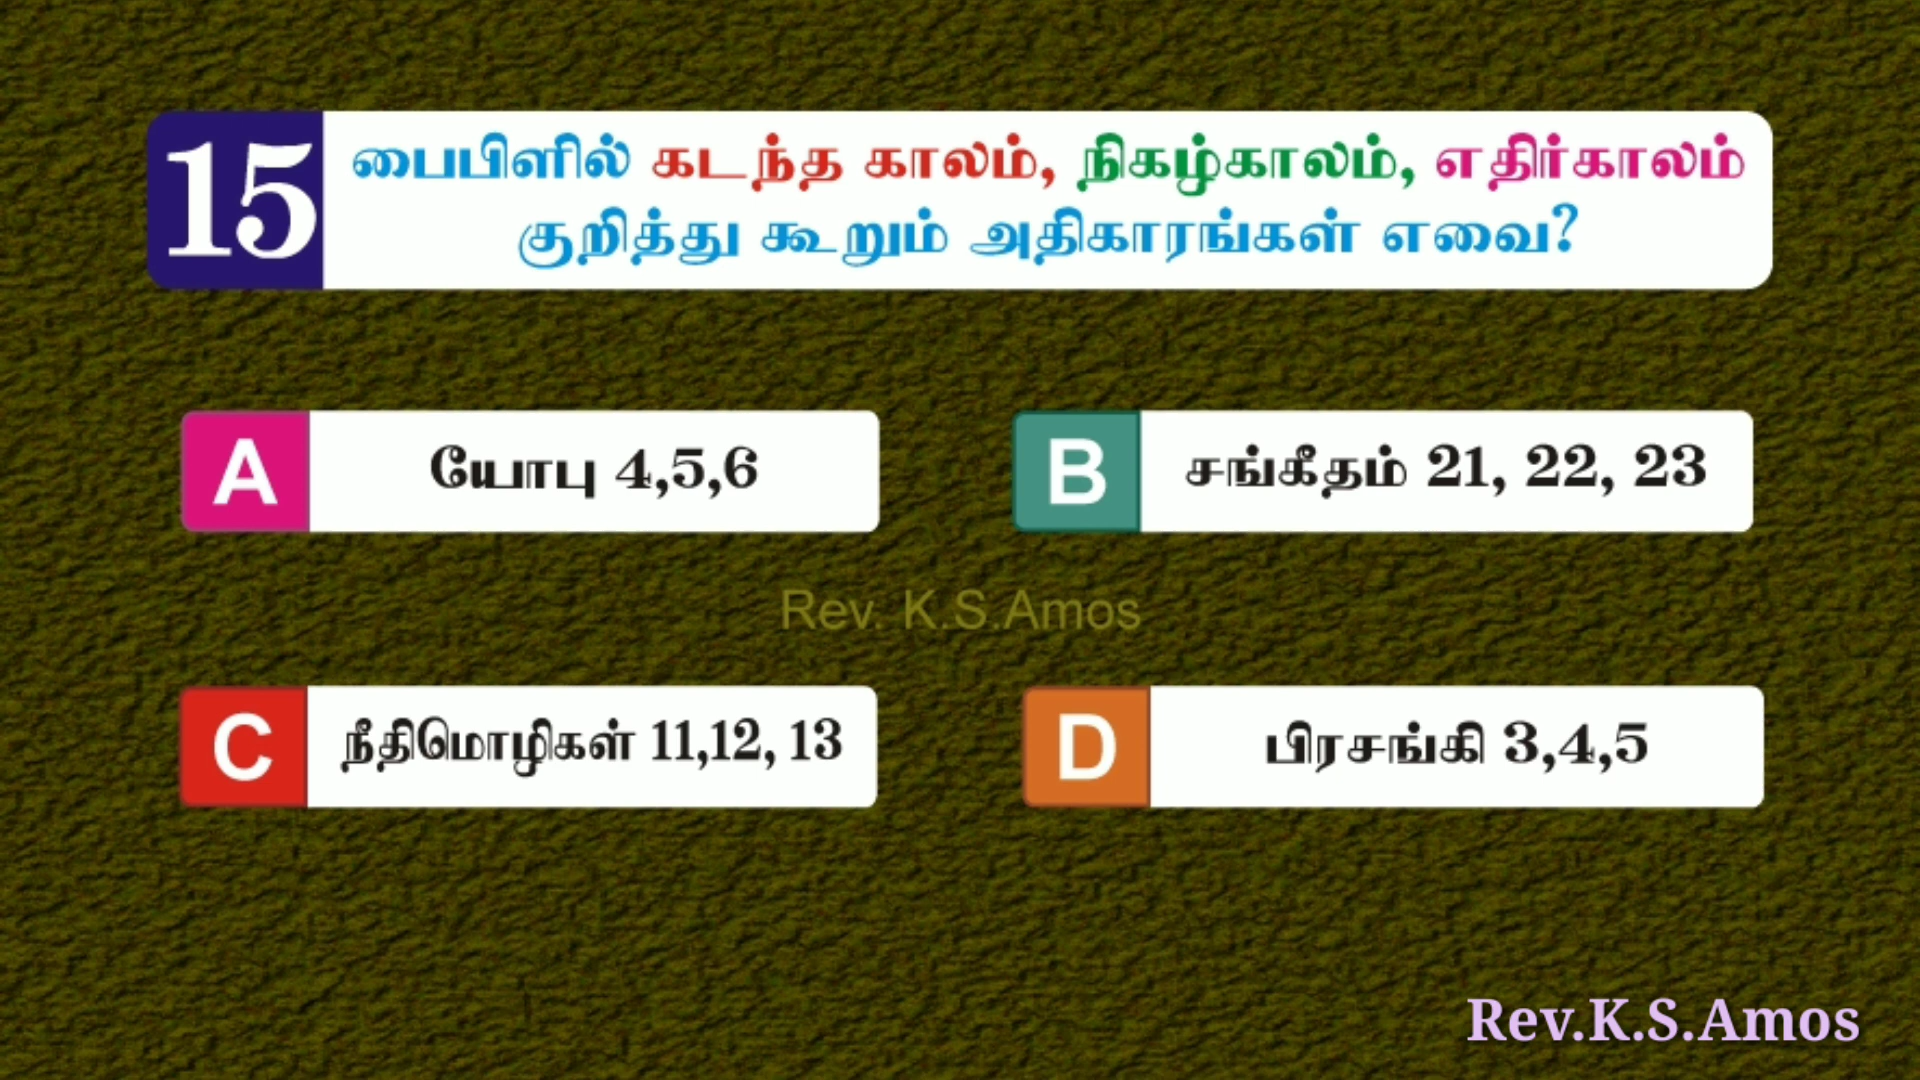 15
பைபிளில் கடந்த காலம், நிகழ்காலம், எதிர்காலம்
குறித்து கூறும் அதிகாரங்கள் எவை?
A யோபு 4,5,6
B சங்கீதம் 21, 22, 23
Rev. K.S.Amos
C நீதிமொழிகள் 11,12, 13
D பிரசங்கி 3,4,5
Rev.K.S.Amos